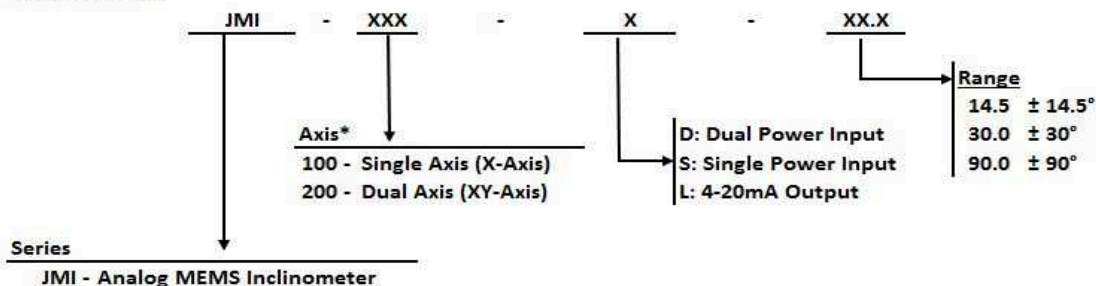 JMI - XXX - X - XX.X
Range
14.5 ± 14.5°
30.0 ± 30°
90.0 ± 90°
Axis*
100 - Single Axis (X-Axis)
200 - Dual Axis (XY-Axis)
D: Dual Power Input
S: Single Power Input
L: 4-20mA Output
Series
JMI - Analog MEMS Inclinometer